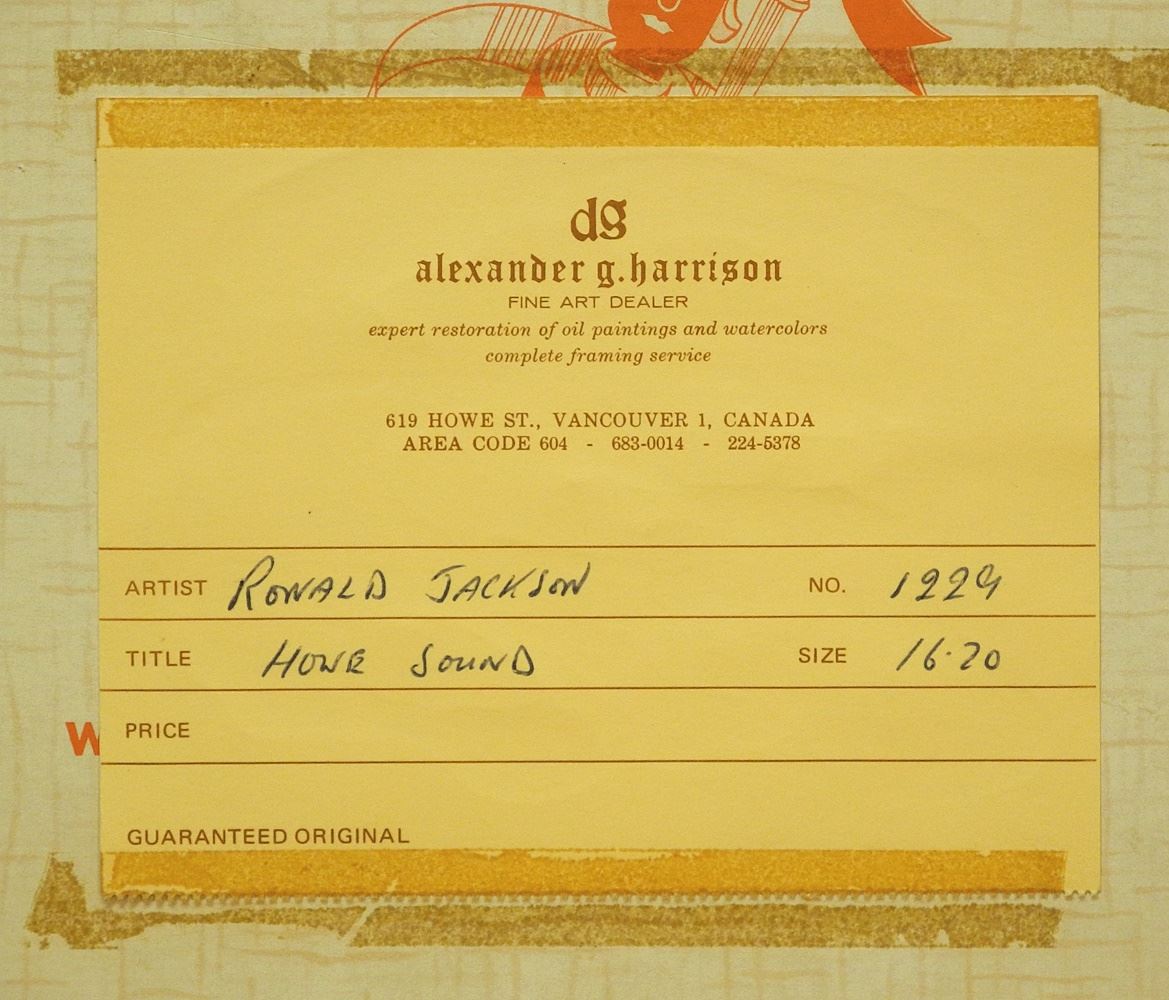 dg
alexander g. harrison
FINE ART DEALER
expert restoration of oil paintings and watercolors
complete framing service
619 HOWE ST., VANCOUVER 1, CANADA
AREA CODE 604 - 683-0014 - 224-5378
ARTIST RONALD JACKSON NO. 1229
TITLE HOWE SOUND SIZE 16·20
PRICE
W
GUARANTEED ORIGINAL